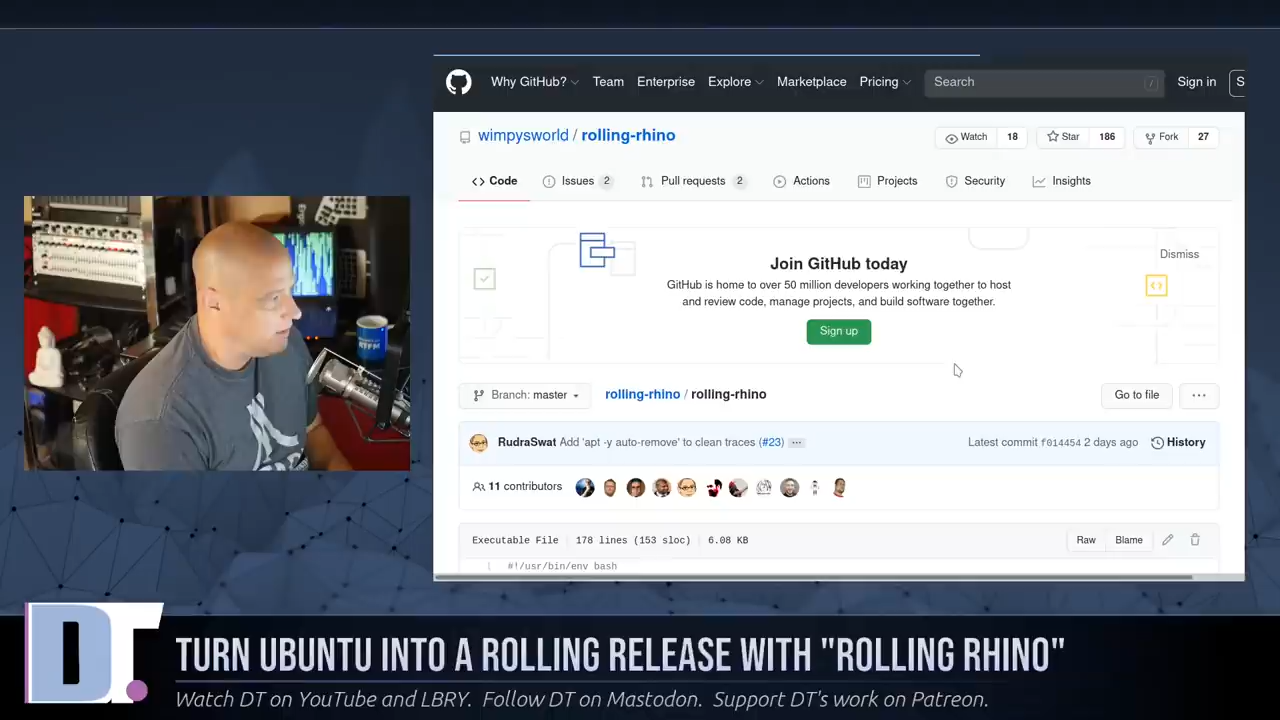 Why GitHub? Team Enterprise Explore Marketplace Pricing Search / Sign in S
wimpysworld / rolling-rhino Watch 18 Star 186 Fork 27
Code Issues 2 Pull requests 2 Actions Projects Security Insights
Join GitHub today
Dismiss
GitHub is home to over 50 million developers working together to host
and review code, manage projects, and build software together.
Sign up
Branch: master rolling-rhino / rolling-rhino Go to file ...
RudraSwat Add 'apt -y auto-remove' to clean traces (#23) ... Latest commit f014454 2 days ago History
11 contributors
Executable File 178 lines (153 sloc) 6.08 KB Raw Blame
#!/usr/bin/env bash
RTFM
DT.
TURN UBUNTU INTO A ROLLING RELEASE WITH "ROLLING RHINO"
Watch DT on YouTube and LBRY. Follow DT on Mastodon. Support DT's work on Patreon.